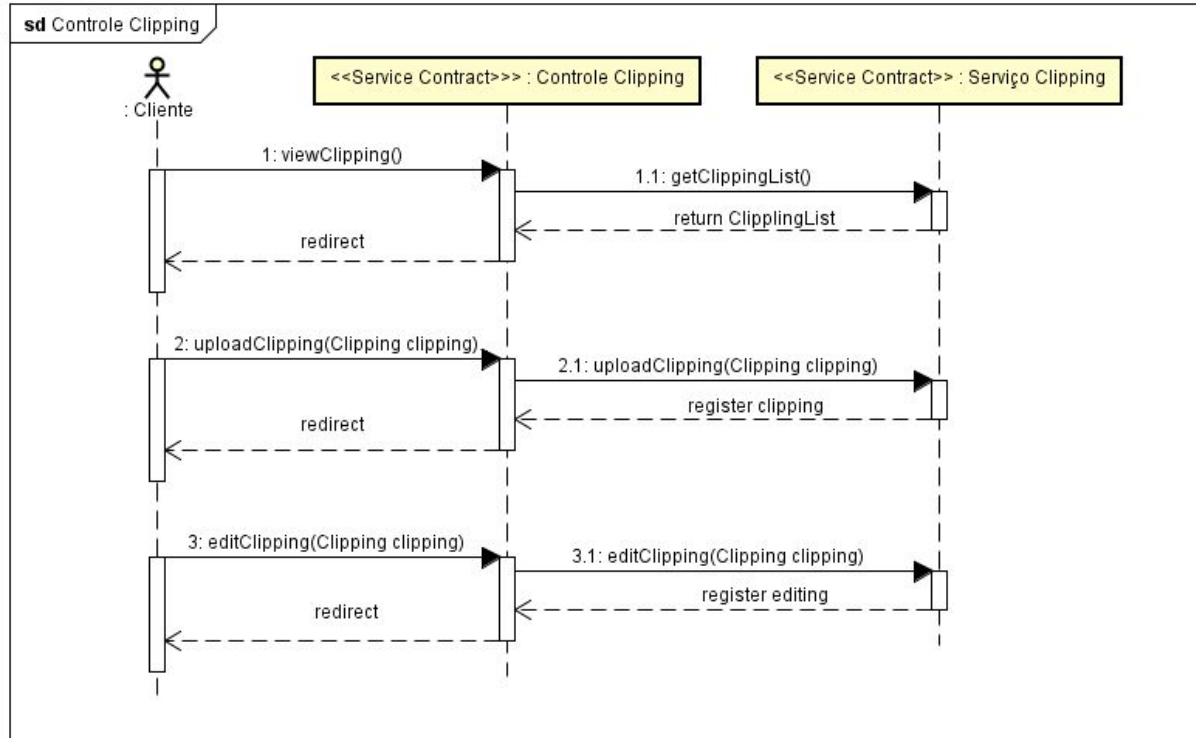 sd Controle Clipping
: Cliente
<<Service Contract>>> : Controle Clipping
<<Service Contract>> : Serviço Clipping
1: viewClipping()
1.1: getClippingList()
return ClipplingList
redirect
2: uploadClipping(Clipping clipping)
2.1: uploadClipping(Clipping clipping)
register clipping
redirect
3: editClipping(Clipping clipping)
3.1: editClipping(Clipping clipping)
register editing
redirect